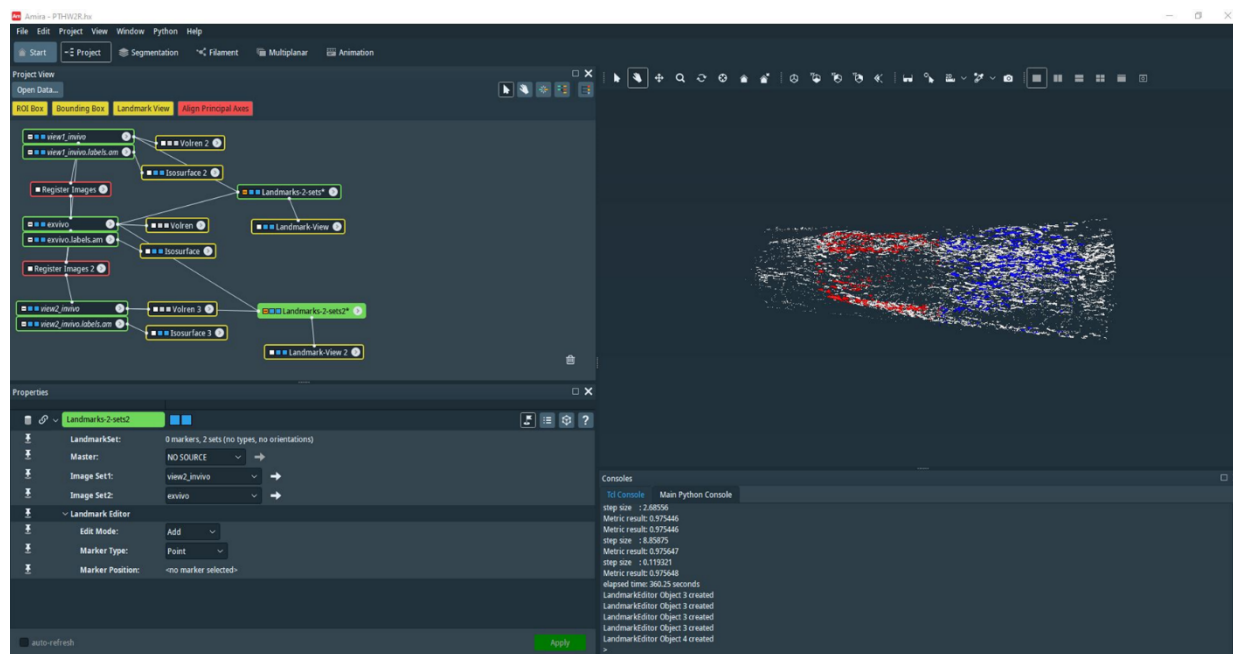 Am Amira - PTHW2R.hx
File Edit Project View Window Python Help
Start Project Segmentation Filament Multiplanar Animation
Project View
Open Data...
ROI Box Bounding Box Landmark View Align Principal Axes
view1_invivo
Volren 2
view1_invivo.labels.am
Isosurface 2
Register Images
Landmarks-2-sets*
exvivo
Volren
Landmark-View
exvivo.labels.am
Isosurface
Register Images 2
view2_invivo
Volren 3
Landmarks-2-sets2*
view2_invivo.labels.am
Isosurface 3
Landmark-View 2
Properties
Landmarks-2-sets2
LandmarkSet: 0 markers, 2 sets (no types, no orientations)
Master: NO SOURCE
Image Set1: view2_invivo
Image Set2: exvivo
Landmark Editor
Edit Mode: Add
Marker Type: Point
Marker Position: <no marker selected>
auto-refresh Apply
Consoles
Tcl Console Main Python Console
step size : 2.68556
Metric result: 0.975446
Metric result: 0.975446
step size : 8.85875
Metric result: 0.975647
step size : 0.119321
Metric result: 0.975648
elapsed time: 360.25 seconds
LandmarkEditor Object 3 created
LandmarkEditor Object 3 created
LandmarkEditor Object 3 created
LandmarkEditor Object 3 created
LandmarkEditor Object 4 created
>